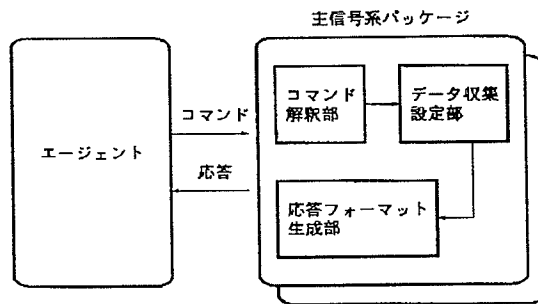 主信号系パッケージ
コマンド
解釈部
データ収集
設定部
コマンド
エージェント
応答
応答フォーマット
生成部